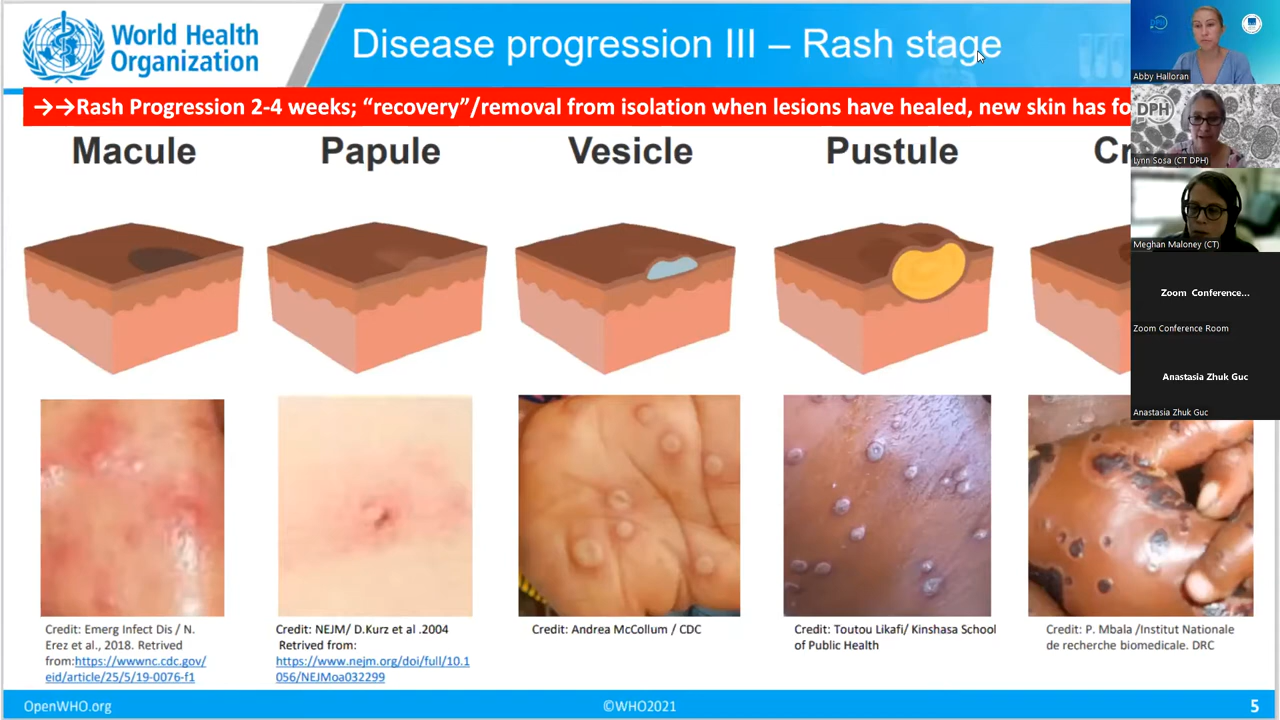 World Health
Organization
Disease progression III – Rash stage
→→Rash Progression 2-4 weeks; “recovery”/removal from isolation when lesions have healed, new skin has fo
Macule
Papule
Vesicle
Pustule
Credit: Emerg Infect Dis / N.
Erez et al., 2018. Retrived
from:https://wwwnc.cdc.gov/
eid/article/25/5/19-0076-f1
Credit: NEJM/ D.Kurz et al .2004
Retrived from:
https://www.nejm.org/doi/full/10.1
056/NEJMoa032299
Credit: Andrea McCollum / CDC
Credit: Toutou Likafi/ Kinshasa School
of Public Health
Credit: P. Mbala /Institut Nationale
de recherche biomedicale. DRC
OpenWHO.org
©WHO2021
5
DPH
Abby Halloran
DPH
Lynn Sosa (CT DPH)
Meghan Maloney (CT)
Zoom Conference...
Zoom Conference Room
Anastasia Zhuk Guc
Anastasia Zhuk Guc